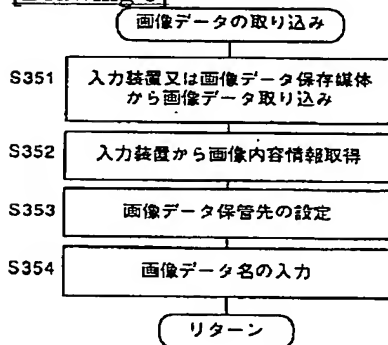 画像データの取り込み
S351 入力装置又は画像データ保存媒体
から画像データ取り込み
S352 入力装置から画像内容情報取得
S353 画像データ保管先の設定
S354 画像データ名の入力
リターン